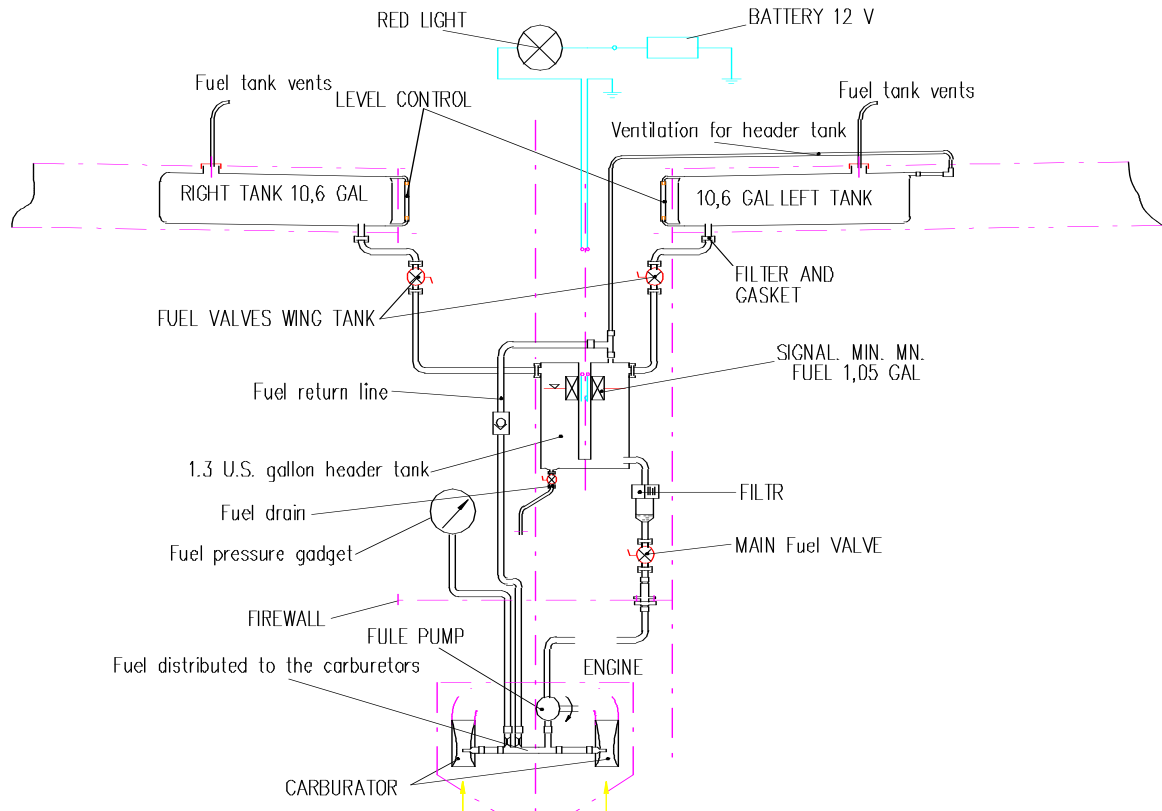 RED LIGHT
BATTERY 12 V
Fuel tank vents
LEVEL CONTROL
Fuel tank vents
Ventilation for header tank
RIGHT TANK 10,6 GAL
10,6 GAL LEFT TANK
FILTER AND
GASKET
FUEL VALVES WING TANK
SIGNAL. MIN. MN.
FUEL 1,05 GAL
Fuel return line
1.3 U.S. gallon header tank
FILTR
Fuel drain
Fuel pressure gadget
MAIN Fuel VALVE
FIREWALL
FULE PUMP
Fuel distributed to the carburetors
ENGINE
CARBURATOR